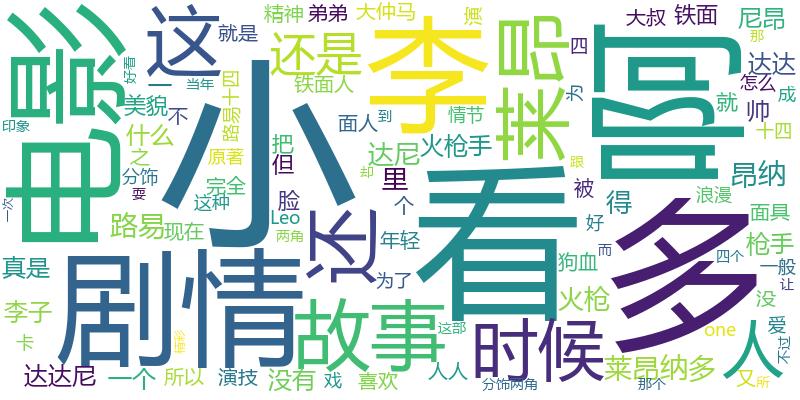 电影
这
精神
弟弟
大仲马
演
李
莱昂
四
啊
大叔
铁面
尼昂
那
好看
就是
还是
铁面人
达达
怎么
当年
一
美貌
不
路易十四
小
为
就
成
印象
什么
之
原著
把
面人
到
情节
火枪手
帅
十四
分饰
完全
但
达尼
看
多
昂纳
却
跟
耍
这种
脸
里
被
得
浪漫
一次
路易
现在
Leo
还
个
好
而
面具
两角
年轻
狗血
四个
枪手
真是
剧情
为了
火枪
没
一般
让
李子
故事
这部
时候
one
爱
卡
精彩
人
不过
达达尼
一个
所以
演技
没有
戏
喜欢
人人
分饰两角
莱昂纳多
那个
又
所